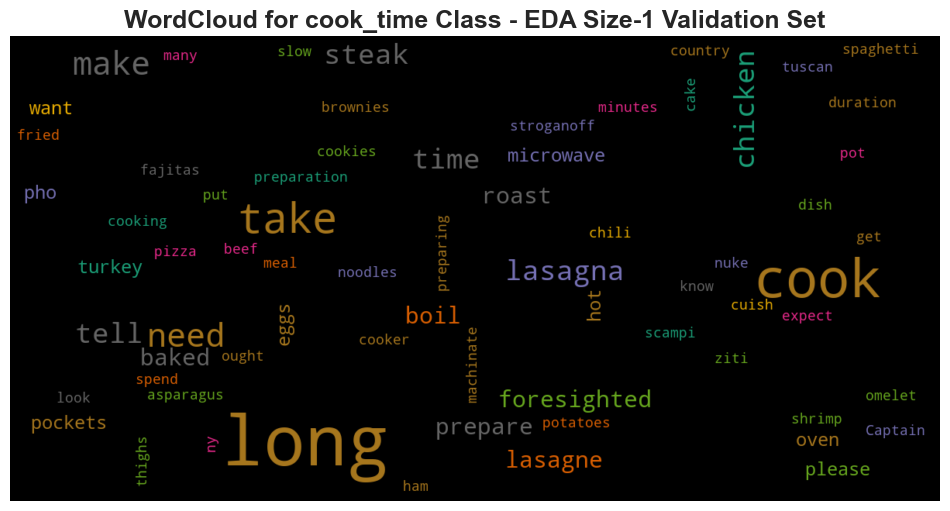 WordCloud for cook_time Class - EDA Size-1 Validation Set
make
many
slow
steak
country
spaghetti
tuscan
chicken
cake
want
brownies
minutes
duration
fried
stroganoff
cookies
time
microwave
pot
fajitas
preparation
pho
put
roast
dish
cooking
take
preparing
chili
get
pizza
beef
turkey
meal
noodles
lasagna
nuke
cook
know
hot
cuish
expect
eggs
boil
tell
need
scampi
baked
ought
cooker
machinate
ziti
spend
look
asparagus
foresighted
omelet
pockets
long
prepare
potatoes
shrimp
Captain
thighs
ny
oven
lasagne
please
ham